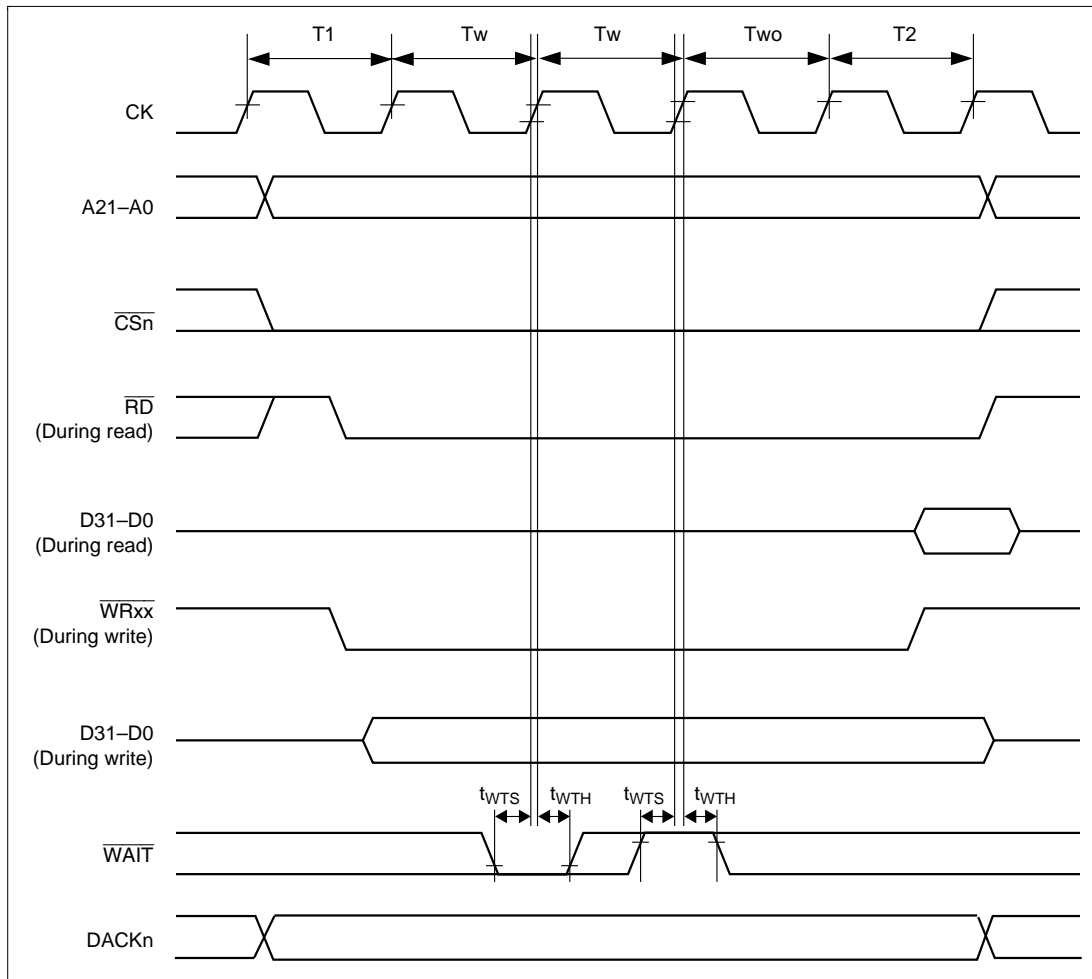 T1 Tw Tw Two T2
CK
A21–A0
CSn
RD
(During read)
D31–D0
(During read)
WRxx
(During write)
D31–D0
(During write)
tWTS tWTH tWTS tWTH
WAIT
DACKn